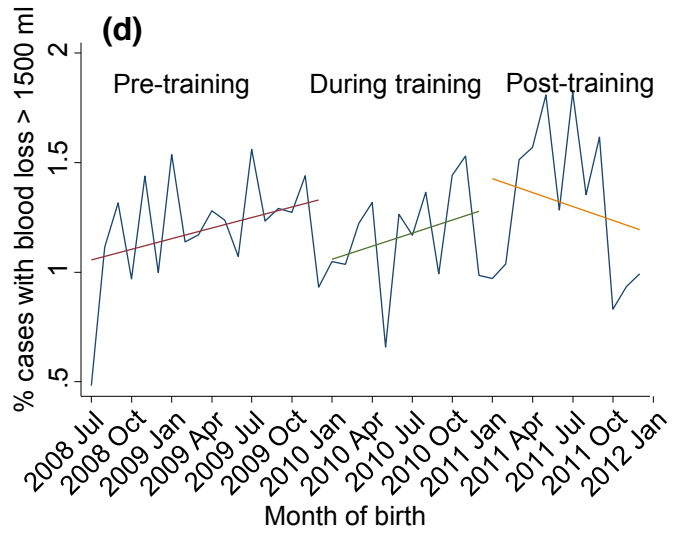 (d)
Pre-training
During training
Post-training
% cases with blood loss > 1500 ml
2
1.5
1
.5
2008 Jul
2008 Oct
2009 Jan
2009 Apr
2009 Jul
2009 Oct
2010 Jan
2010 Apr
2010 Jul
2010 Oct
2011 Jan
2011 Apr
2011 Jul
2011 Oct
2012 Jan
Month of birth